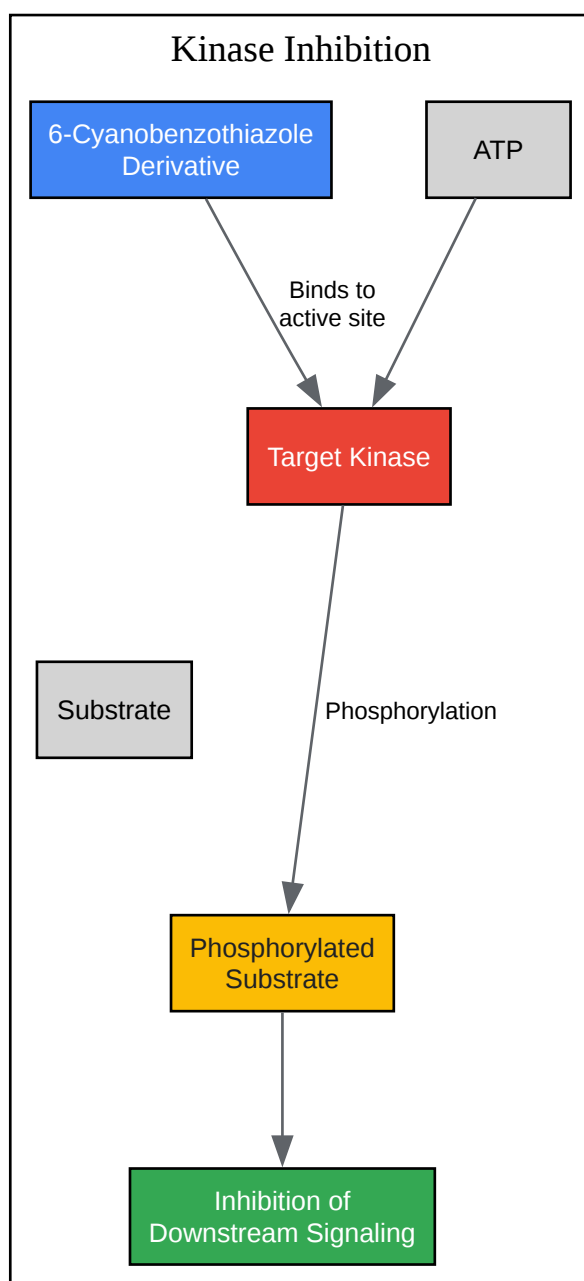 Kinase Inhibition
6-Cyanobenzothiazole
Derivative
ATP
Binds to
active site
Target Kinase
Substrate
Phosphorylation
Phosphorylated
Substrate
Inhibition of
Downstream Signaling